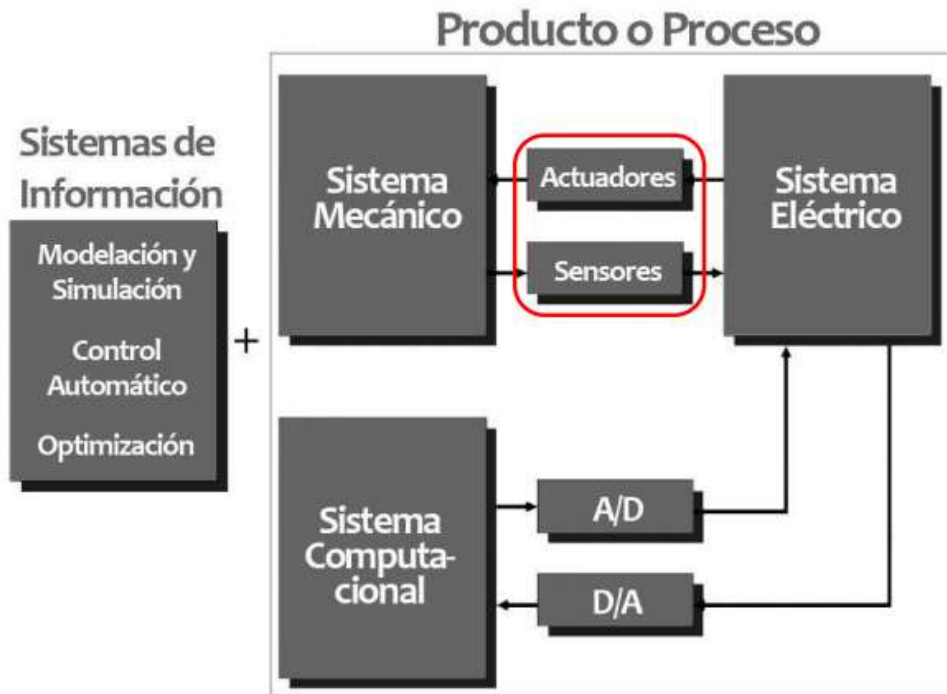 Producto o Proceso
Sistemas de
Información
Modelación y
Simulación
Control
Automático
Optimización
+
Sistema
Mecánico
Actuadores
Sensores
Sistema
Eléctrico
Sistema
Computa-
cional
A/D
D/A